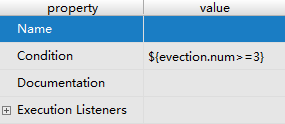 property value
Name
Condition ${evection.num>=3}
Documentation
Execution Listeners